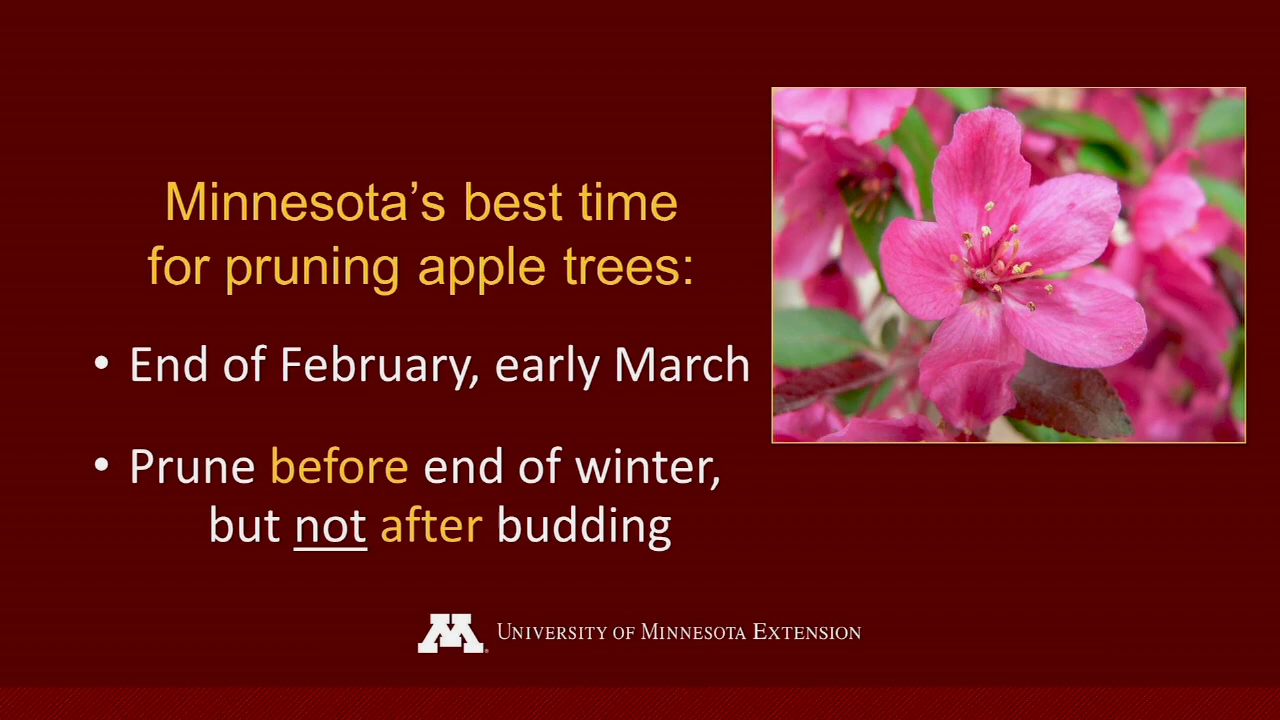 Minnesota’s best time
for pruning apple trees:
• End of February, early March
• Prune before end of winter,
but not after budding
M
UNIVERSITY OF MINNESOTA EXTENSION